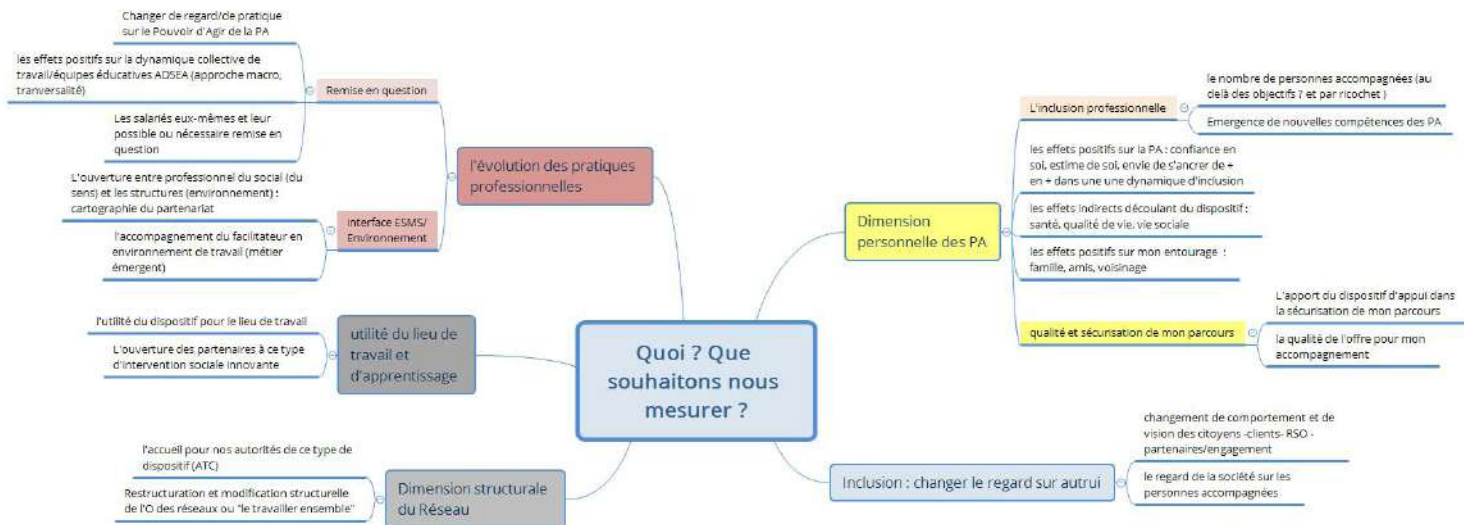 Changer de regard/de pratique
sur le Pouvoir d'Agir de la PA
les effets positifs sur la dynamique collective de
travail/équipes éducatives ADSEA (approche macro,
tranversalité)
Les salariés eux-mêmes et leur
possible ou nécessaire remise en
question
Remise en question
L'ouverture entre professionnel du social (du
sens) et les structures (environnement) :
cartographie du partenariat
l'accompagnement du facilitateur en
environnement de travail (métier
émergent)
interface ESMS/
Environnement
l'évolution des pratiques
professionnelles
l'utilité du dispositif pour le lieu de travail
L'ouverture des partenaires à ce type
d'intervention sociale innovante
utilité du lieu de
travail et
d'apprentissage
l'accueil pour nos autorités de ce type de
dispositif (ATC)
Restructuration et modification structurelle
de l'O des réseaux ou "le travailler ensemble"
Dimension structurale
du Réseau
Quoi ? Que
souhaitons nous
mesurer ?
Dimension
personnelle des PA
L'inclusion professionnelle
le nombre de personnes accompagnées (au
delà des objectifs ? et par ricochet )
Emergence de nouvelles compétences des PA
les effets positifs sur la PA : confiance en
soi, estime de soi, envie de s'ancrer de +
en + dans une une dynamique d'inclusion
les effets indirects découlant du dispositif :
santé, qualité de vie, vie sociale
les effets positifs sur mon entourage :
famille, amis, voisinage
qualité et sécurisation de mon parcours
L'apport du dispositif d'appui dans
la sécurisation de mon parcours
la qualité de l'offre pour mon
accompagnement
Inclusion : changer le regard sur autrui
changement de comportement et de
vision des citoyens -clients- RSO -
partenaires/engagement
le regard de la société sur les
personnes accompagnées